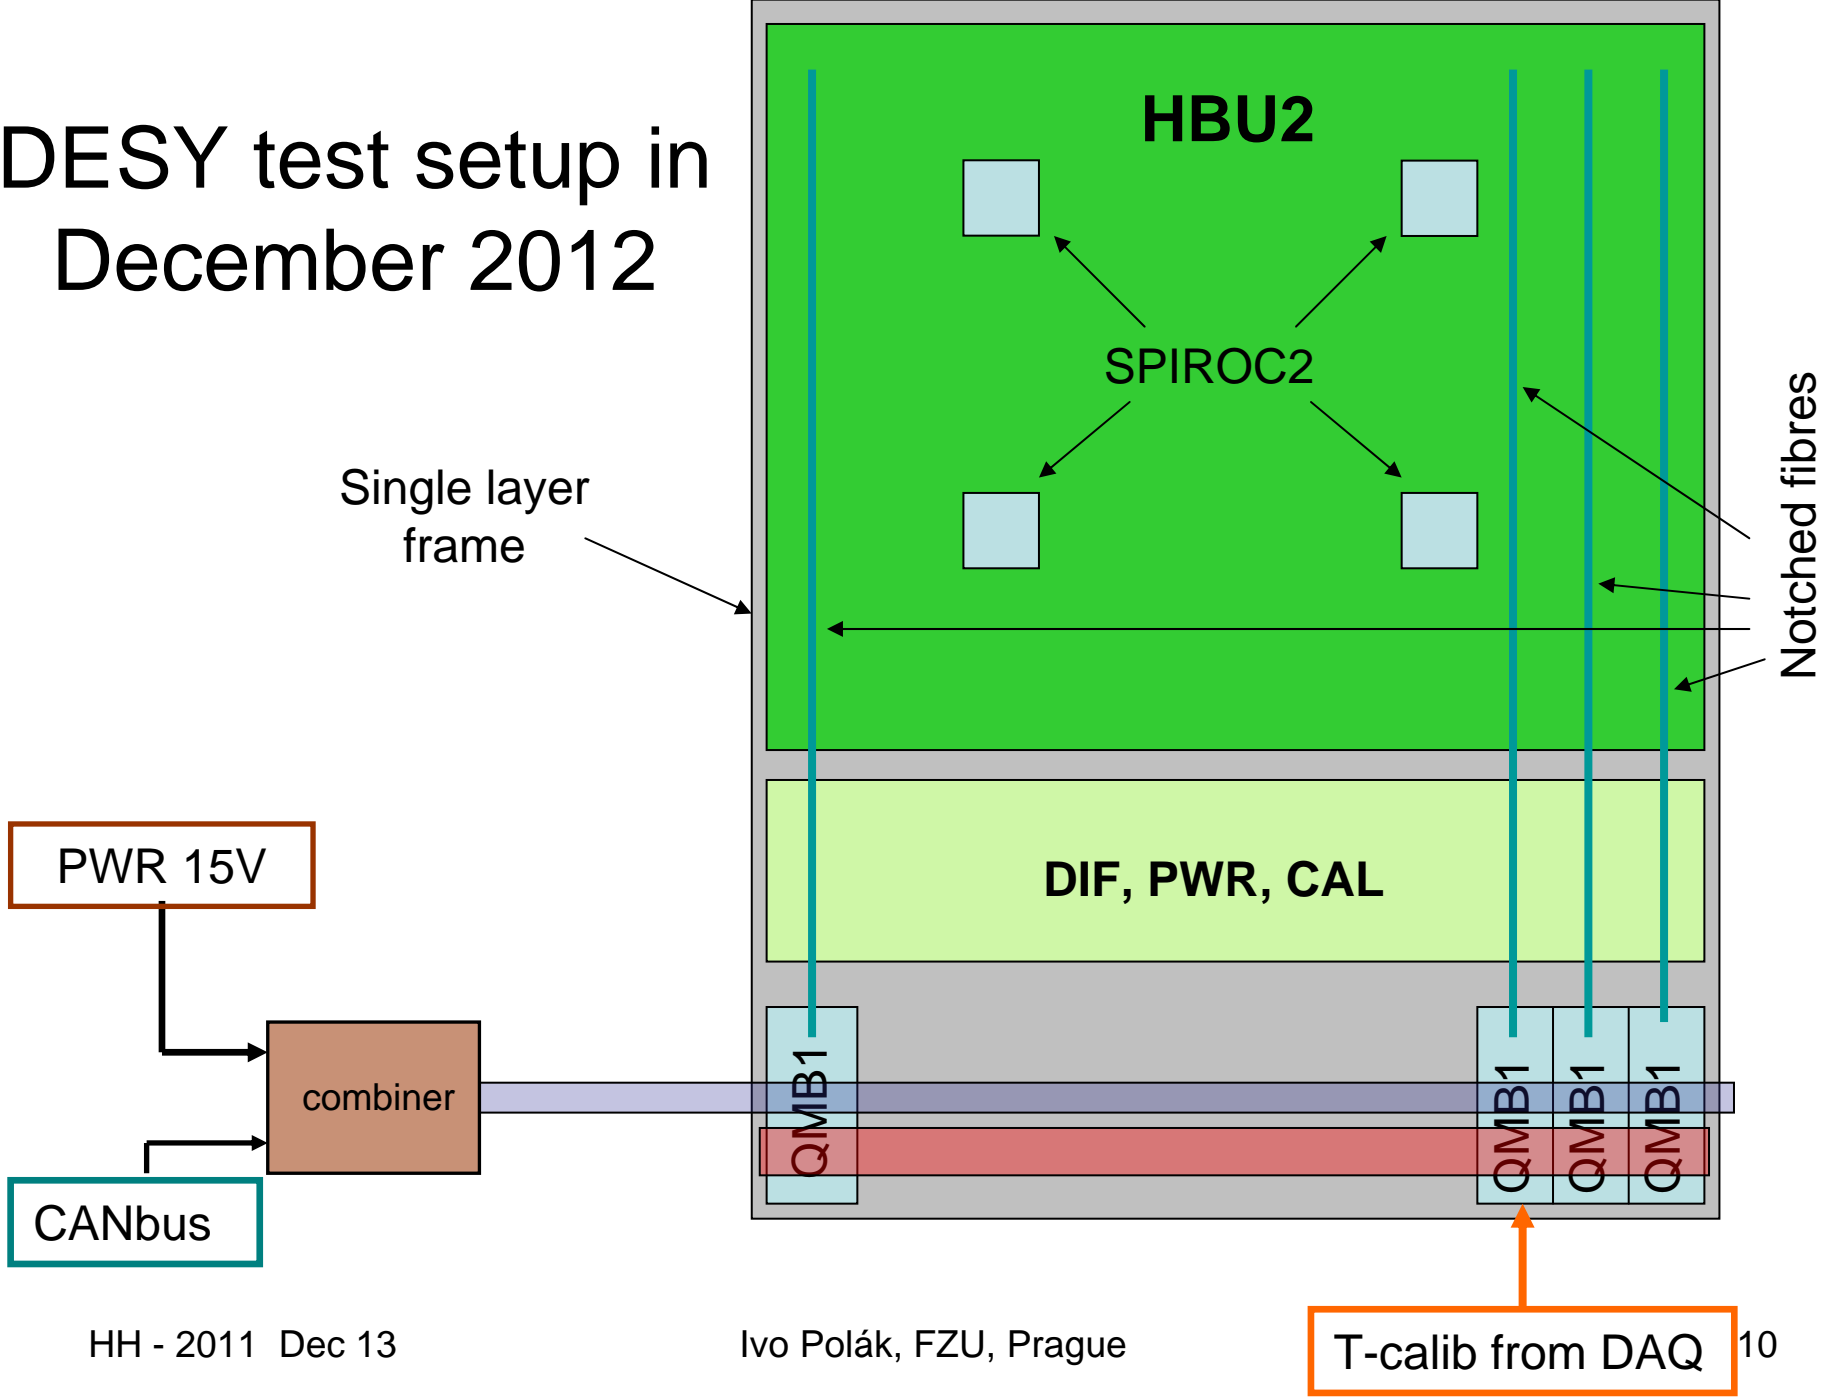 DESY test setup in
December 2012
HBU2
SPIROC2
Single layer
frame
Notched fibres
PWR 15V
DIF, PWR, CAL
combiner
CANbus
QMB1
QMB1
QMB1
QMB1
T-calib from DAQ
HH - 2011 Dec 13
Ivo Polák, FZU, Prague
10